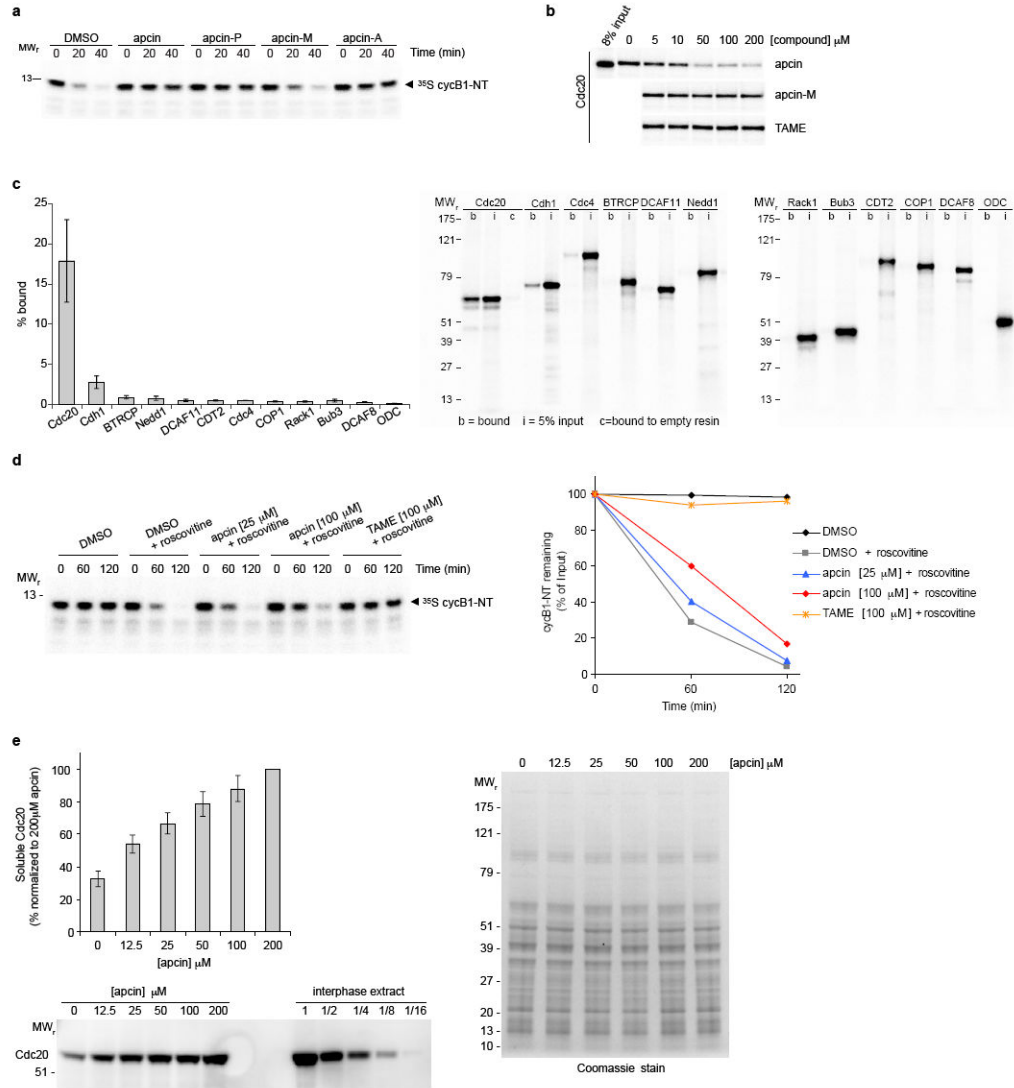 a
DMSO apcin apcin-P apcin-M apcin-A
MWr 0 20 40 0 20 40 0 20 40 0 20 40 0 20 40 Time (min)
13
35S cycB1-NT
b
8% input 0 5 10 50 100 200 [compound] μM
Cdc20
apcin
apcin-M
TAME
c
% bound
25
20
15
10
5
0
Cdc20 Cdh1 BTRCP Nedd1 DCAF11 CDT2 Cdc4 COP1 Rack1 Bub3 DCAF8 ODC
MWr Cdc20 Cdh1 Cdc4 BTRCP DCAF11 Nedd1
b i c b i b i b i b i b i
175
121
79
51
39
27
13
b = bound i = 5% input c=bound to empty resin
MWr Rack1 Bub3 CDT2 COP1 DCAF8 ODC
b i b i b i b i b i b i
175
121
79
51
39
27
13
d
DMSO
DMSO + roscovitine
apcin [25 μM] + roscovitine
apcin [100 μM] + roscovitine
TAME [100 μM] + roscovitine
0 60 120 0 60 120 0 60 120 0 60 120 0 60 120 Time (min)
MWr
13
35S cycB1-NT
cycB1-NT remaining
(% of Input)
100
80
60
40
20
0
0 60 120
Time (min)
DMSO
DMSO + roscovitine
apcin [25 μM] + roscovitine
apcin [100 μM] + roscovitine
TAME [100 μM] + roscovitine
e
Soluble Cdc20
(% normalized to 200μM apcin)
100
80
60
40
20
0
0 12.5 25 50 100 200
[apcin] μM
[apcin] μM interphase extract
0 12.5 25 50 100 200 1 1/2 1/4 1/8 1/16
MWr
Cdc20
51 -
0 12.5 25 50 100 200 [apcin] μM
MWr
175 -
121 -
79 -
51 -
39 -
27 -
20 -
13 -
10 -
Coomassie stain